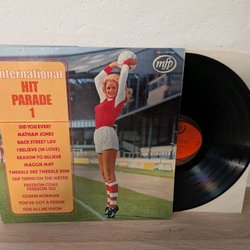 International
HIT
PARADE
1
DID YOU EVER?
NATHAN JONES
BACK STREET LUV
I BELIEVE (IN LOVE)
REASON TO BELIEVE
MAGGIE MAY
TWEEDLE DEE TWEEDLE DUM
TAP TURNS ON THE WATER
FREEDOM COME
FREEDOM GO
COUSIN NORMAN
YOU'VE GOT A FRIEND
FOR ALL WE KNOW
mfp